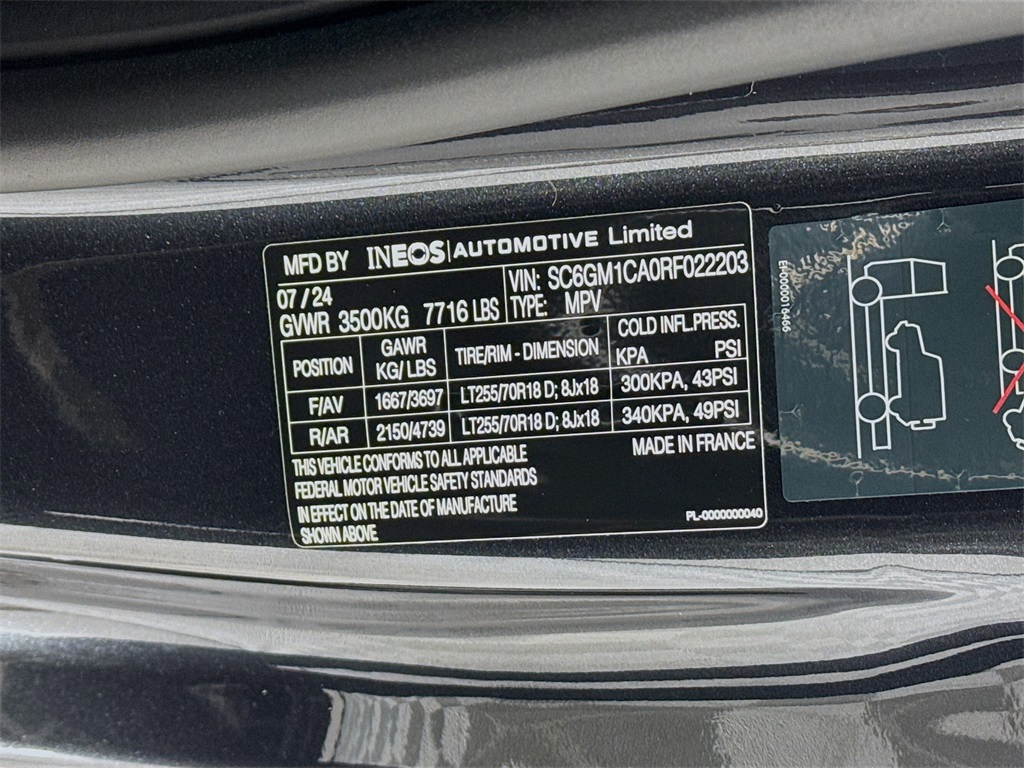 MFD BY INEOS | AUTOMOTIVE Limited
07 / 24
VIN: SC6GM1CA0RF022203
GVWR 3500KG 7716 LBS
TYPE: MPV
POSITION GAWR KG/ LBS TIRE/RIM - DIMENSION COLD INFL.PRESS. KPA PSI
F/AV 1667/3697 LT255/70R18 D; 8Jx18 300KPA, 43PSI
R/AR 2150/4739 LT255/70R18 D; 8Jx18 340KPA, 49PSI
MADE IN FRANCE
THIS VEHICLE CONFORMS TO ALL APPLICABLE
FEDERAL MOTOR VEHICLE SAFETY STANDARDS
IN EFFECT ON THE DATE OF MANUFACTURE
SHOWN ABOVE
PL-0000000040